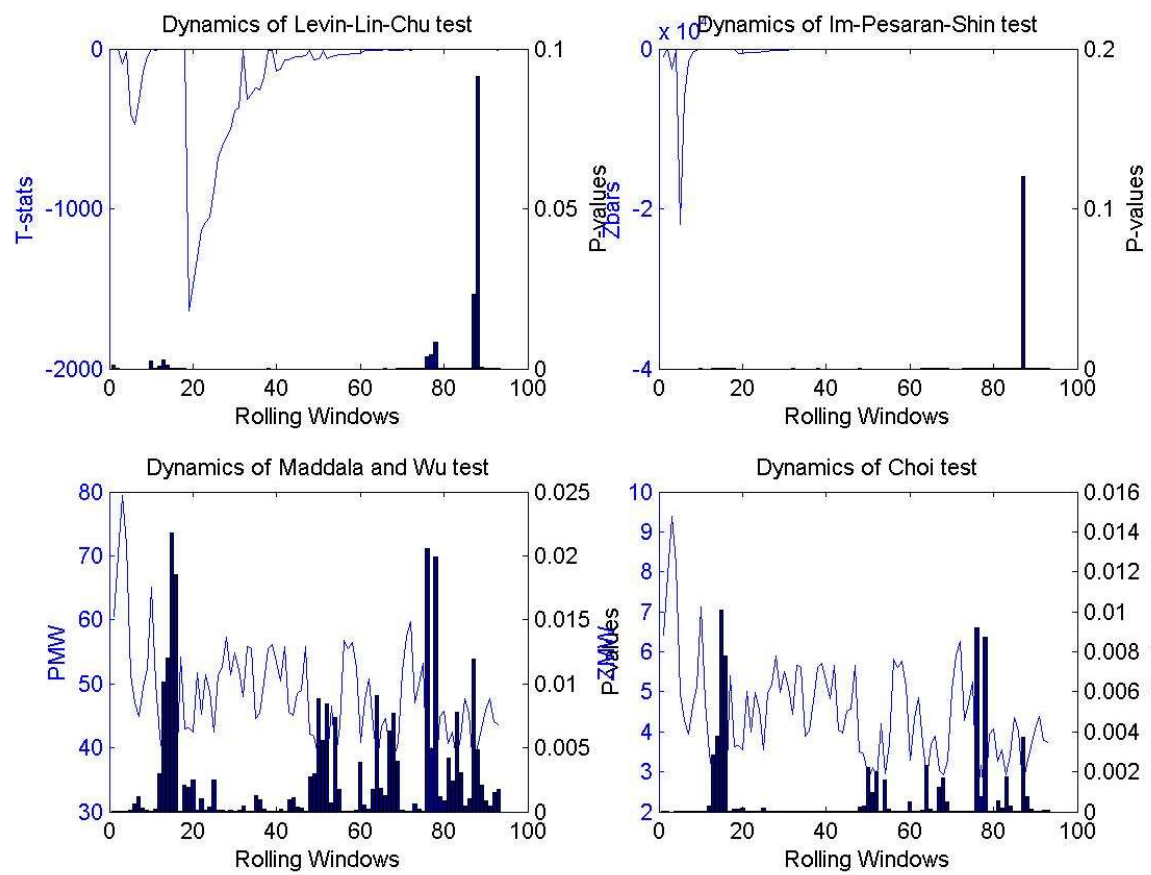 Dynamics of Levin-Lin-Chu test
0
-1000
-2000
T-stats
0.1
0.05
0
P-values
0 20 40 60 80 100
Rolling Windows
Dynamics of Im-Pesaran-Shin test
x 10^4
0
-2
-4
Zbars
0.2
0.1
0
P-values
0 20 40 60 80 100
Rolling Windows
Dynamics of Maddala and Wu test
80
70
60
50
40
30
PMW
0.025
0.02
0.015
0.01
0.005
0
P-values
0 20 40 60 80 100
Rolling Windows
Dynamics of Choi test
10
9
8
7
6
5
4
3
2
ZMW
0.016
0.014
0.012
0.01
0.008
0.006
0.004
0.002
0
0 20 40 60 80 100
Rolling Windows